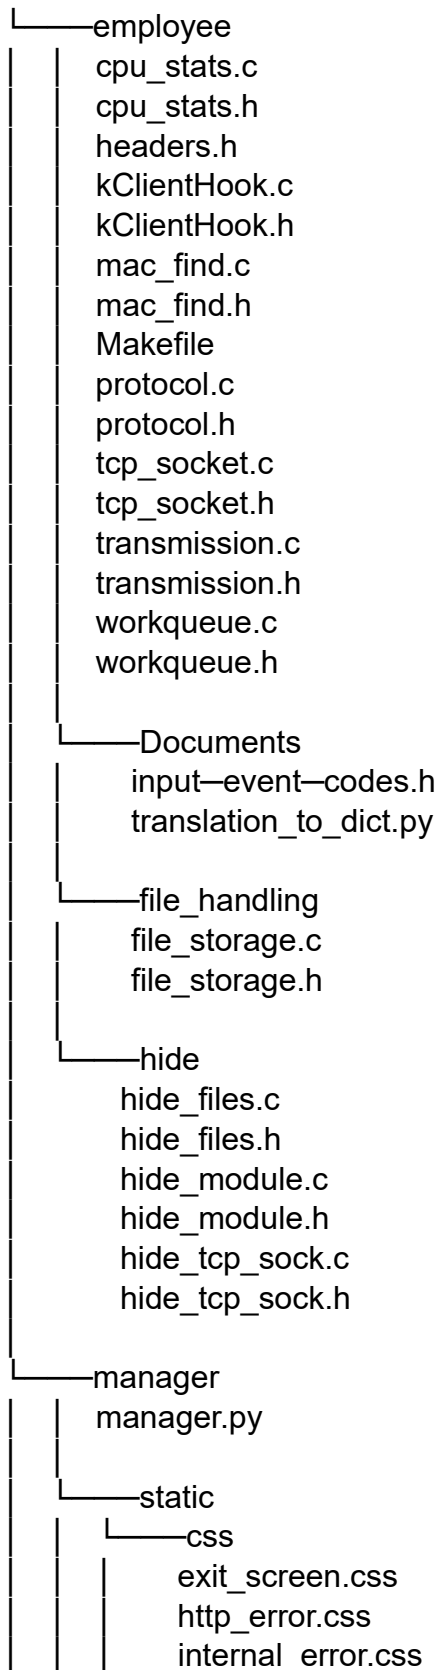 └───employee
│   │   cpu_stats.c
│   │   cpu_stats.h
│   │   headers.h
│   │   kClientHook.c
│   │   kClientHook.h
│   │   mac_find.c
│   │   mac_find.h
│   │   Makefile
│   │   protocol.c
│   │   protocol.h
│   │   tcp_socket.c
│   │   tcp_socket.h
│   │   transmission.c
│   │   transmission.h
│   │   workqueue.c
│   │   workqueue.h
│   │
│   └───Documents
│   │       input─event─codes.h
│   │       translation_to_dict.py
│   │
│   └───file_handling
│   │       file_storage.c
│   │       file_storage.h
│   │
│   └───hide
│           hide_files.c
│           hide_files.h
│           hide_module.c
│           hide_module.h
│           hide_tcp_sock.c
│           hide_tcp_sock.h
│
└───manager
│   │   manager.py
│   │
│   └───static
│   │   └───css
│   │   │       exit_screen.css
│   │   │       http_error.css
│   │   │       internal_error.css